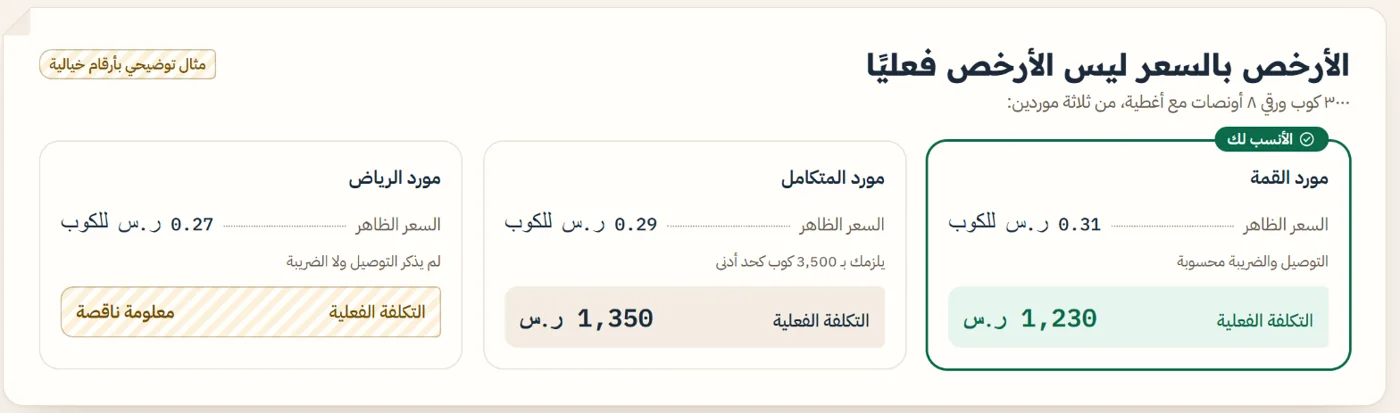 الأرخص بالسعر ليس الأرخص فعليًا
مثال توضيحي بأرقام خيالية
٣٠٠٠ كوب ورقي ٨ أونصات مع أغطية، من ثلاثة موردين:
الأنسب لك
مورد القمة
السعر الظاهر 0.31 ر.س للكوب
التوصيل والضريبة محسوبة
التكلفة الفعلية 1,230 ر.س
مورد المتكامل
السعر الظاهر 0.29 ر.س للكوب
يلزمك بـ 3,500 كوب كحد أدنى
التكلفة الفعلية 1,350 ر.س
مورد الرياض
السعر الظاهر 0.27 ر.س للكوب
لم يذكر التوصيل ولا الضريبة
التكلفة الفعلية معلومة ناقصة